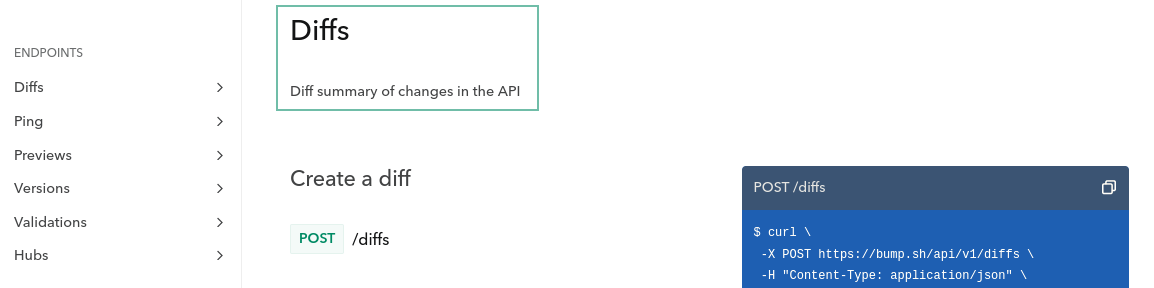 ENDPOINTS
Diffs
Ping
Previews
Versions
Validations
Hubs
Diffs
Diff summary of changes in the API
Create a diff
POST /diffs
POST /diffs
$ curl \
-X POST https://bump.sh/api/v1/diffs \
-H "Content-Type: application/json" \